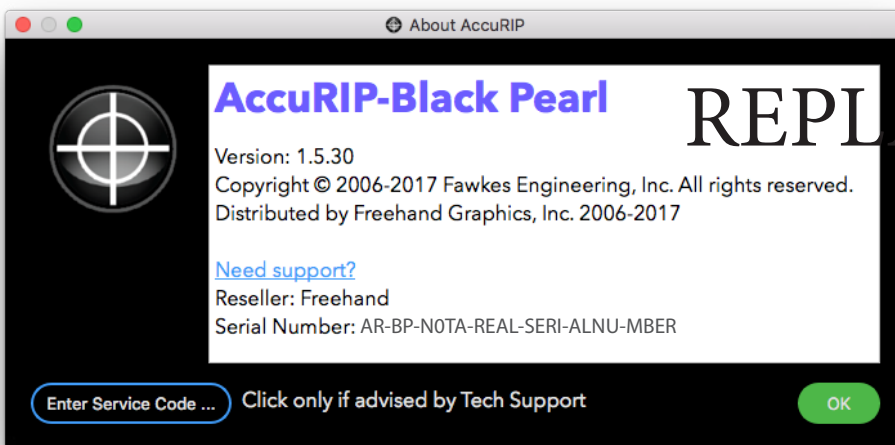 About AccuRIP
AccuRIP-Black Pearl
REPL
Version: 1.5.30
Copyright © 2006-2017 Fawkes Engineering, Inc. All rights reserved.
Distributed by Freehand Graphics, Inc. 2006-2017
Need support?
Reseller: Freehand
Serial Number: AR-BP-N0TA-REAL-SERI-ALNU-MBER
Enter Service Code ...
Click only if advised by Tech Support
OK